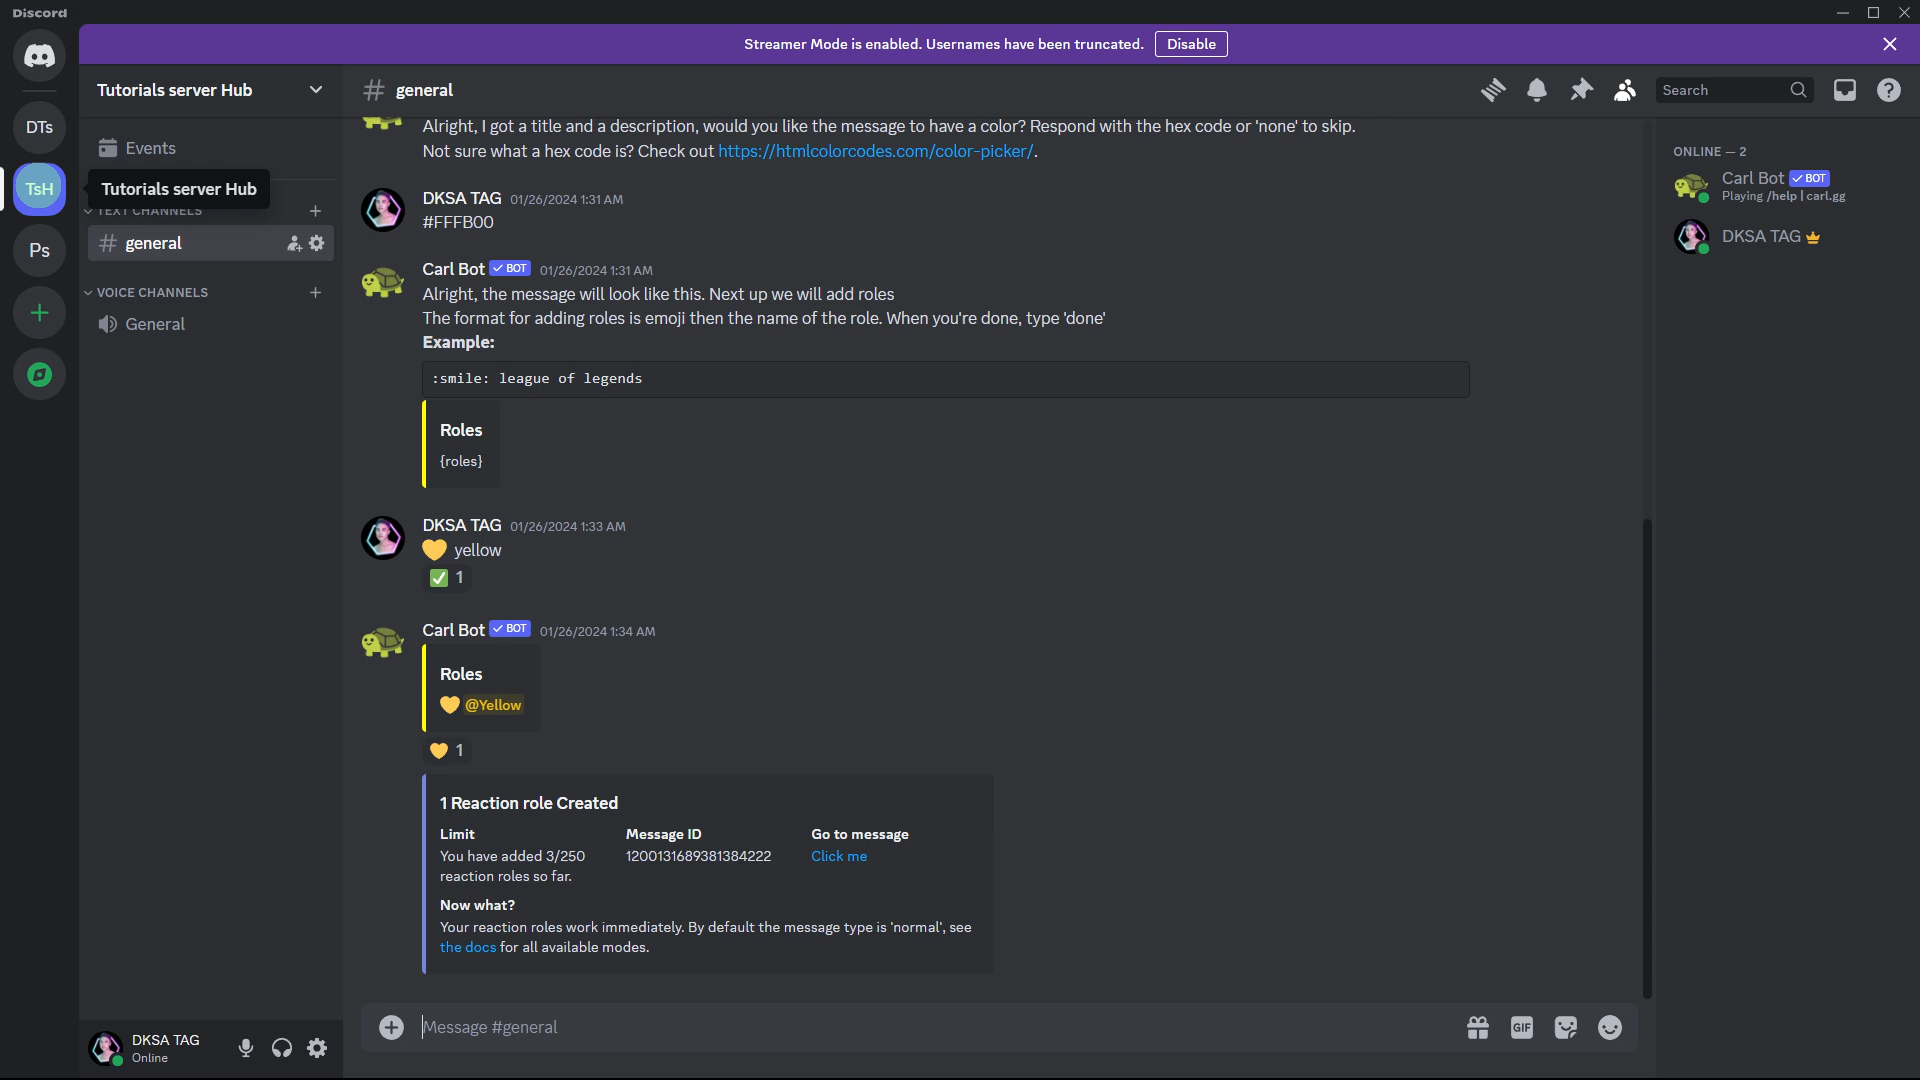 Discord
Streamer Mode is enabled. Usernames have been truncated. Disable
Tutorials server Hub
# general
Search
DTs
TsH
Ps
Events
Tutorials server Hub
TEXT CHANNELS
general
VOICE CHANNELS
General
Alright, I got a title and a description, would you like the message to have a color? Respond with the hex code or 'none' to skip.
Not sure what a hex code is? Check out https://htmlcolorcodes.com/color-picker/.
DKSA TAG 01/26/2024 1:31 AM
#FFFB00
Carl Bot ✓ BOT 01/26/2024 1:31 AM
Alright, the message will look like this. Next up we will add roles
The format for adding roles is emoji then the name of the role. When you're done, type 'done'
Example:
:smile: league of legends
Roles
{roles}
DKSA TAG 01/26/2024 1:33 AM
💛 yellow
✅ 1
Carl Bot ✓ BOT 01/26/2024 1:34 AM
Roles
💛 @Yellow
💛 1
1 Reaction role Created
Limit Message ID Go to message
You have added 3/250 1200131689381384222 Click me
reaction roles so far.
Now what?
Your reaction roles work immediately. By default the message type is 'normal', see
the docs for all available modes.
Message #general
GIF
ONLINE — 2
Carl Bot ✓ BOT
Playing /help | carl.gg
DKSA TAG
DKSA TAG
Online